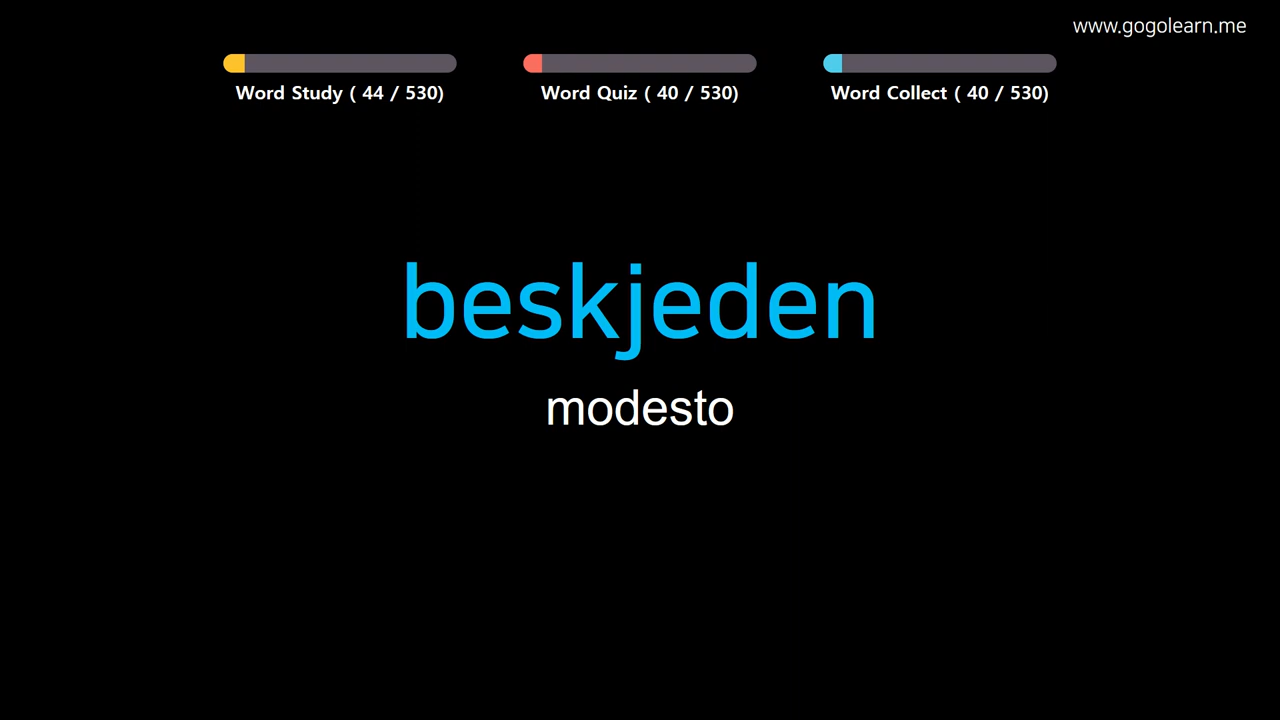 www.gogolearn.me
Word Study ( 44 / 530)
Word Quiz ( 40 / 530)
Word Collect ( 40 / 530)
beskjeden
modesto